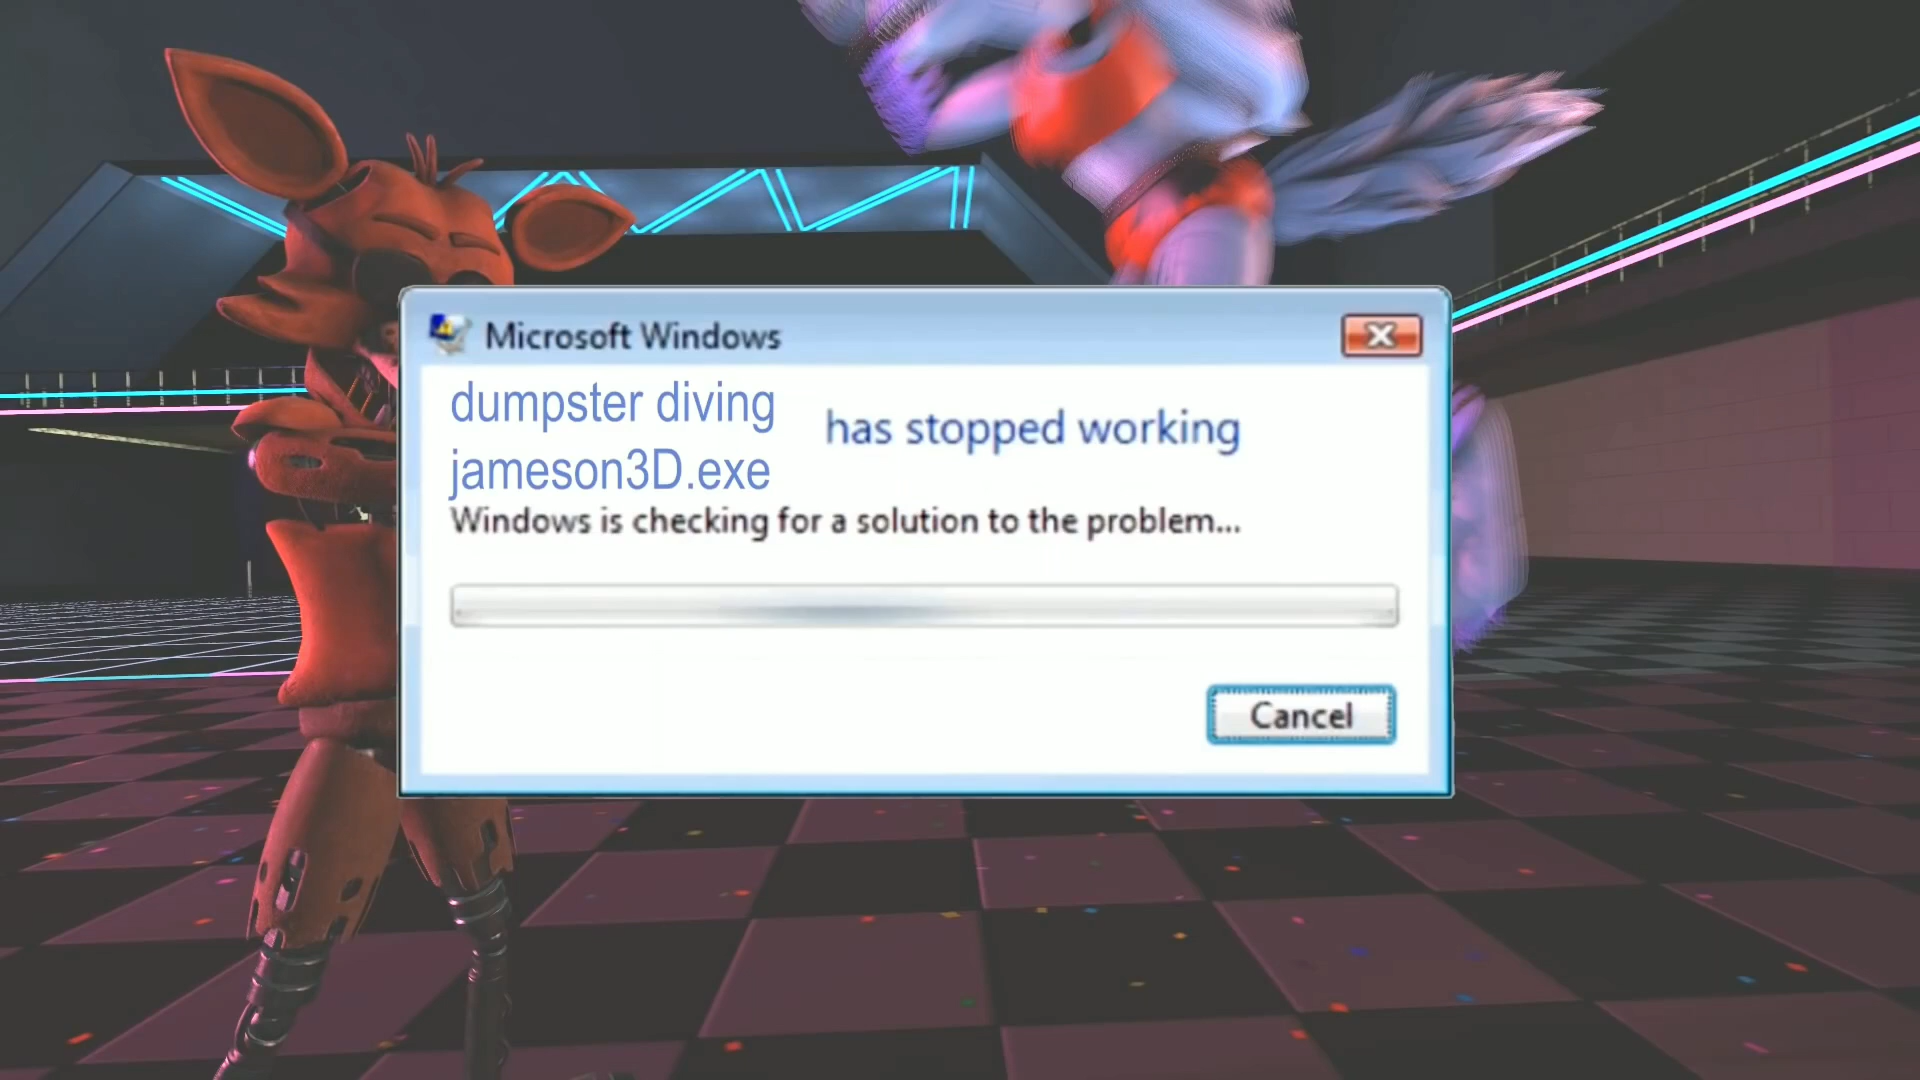 Microsoft Windows
dumpster diving
has stopped working
jameson3D.exe
Windows is checking for a solution to the problem...
Cancel